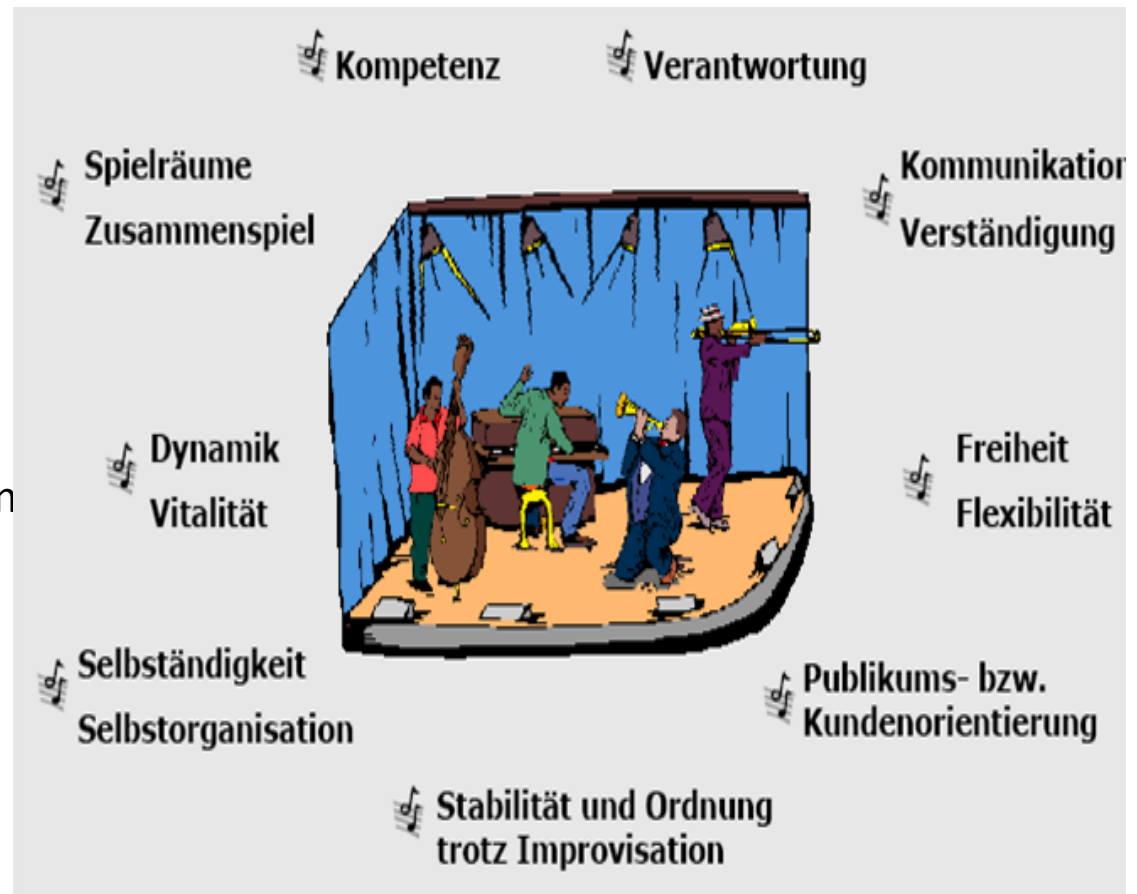 Kompetenz
Verantwortung
Spielräume
Zusammenspiel
Kommunikation
Verständigung
Dynamik
Vitalität
Freiheit
Flexibilität
n
Selbständigkeit
Selbstorganisation
Publikums- bzw.
Kundenorientierung
Stabilität und Ordnung
trotz Improvisation